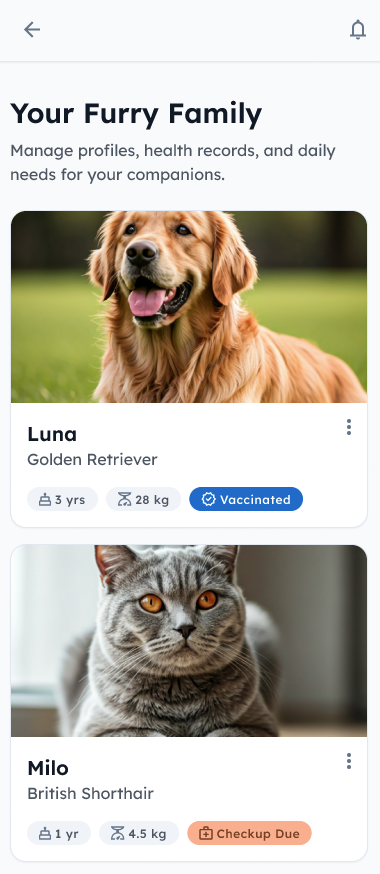 Your Furry Family
Manage profiles, health records, and daily
needs for your companions.
Luna
Golden Retriever
3 yrs
28 kg
Vaccinated
Milo
British Shorthair
1 yr
4.5 kg
Checkup Due